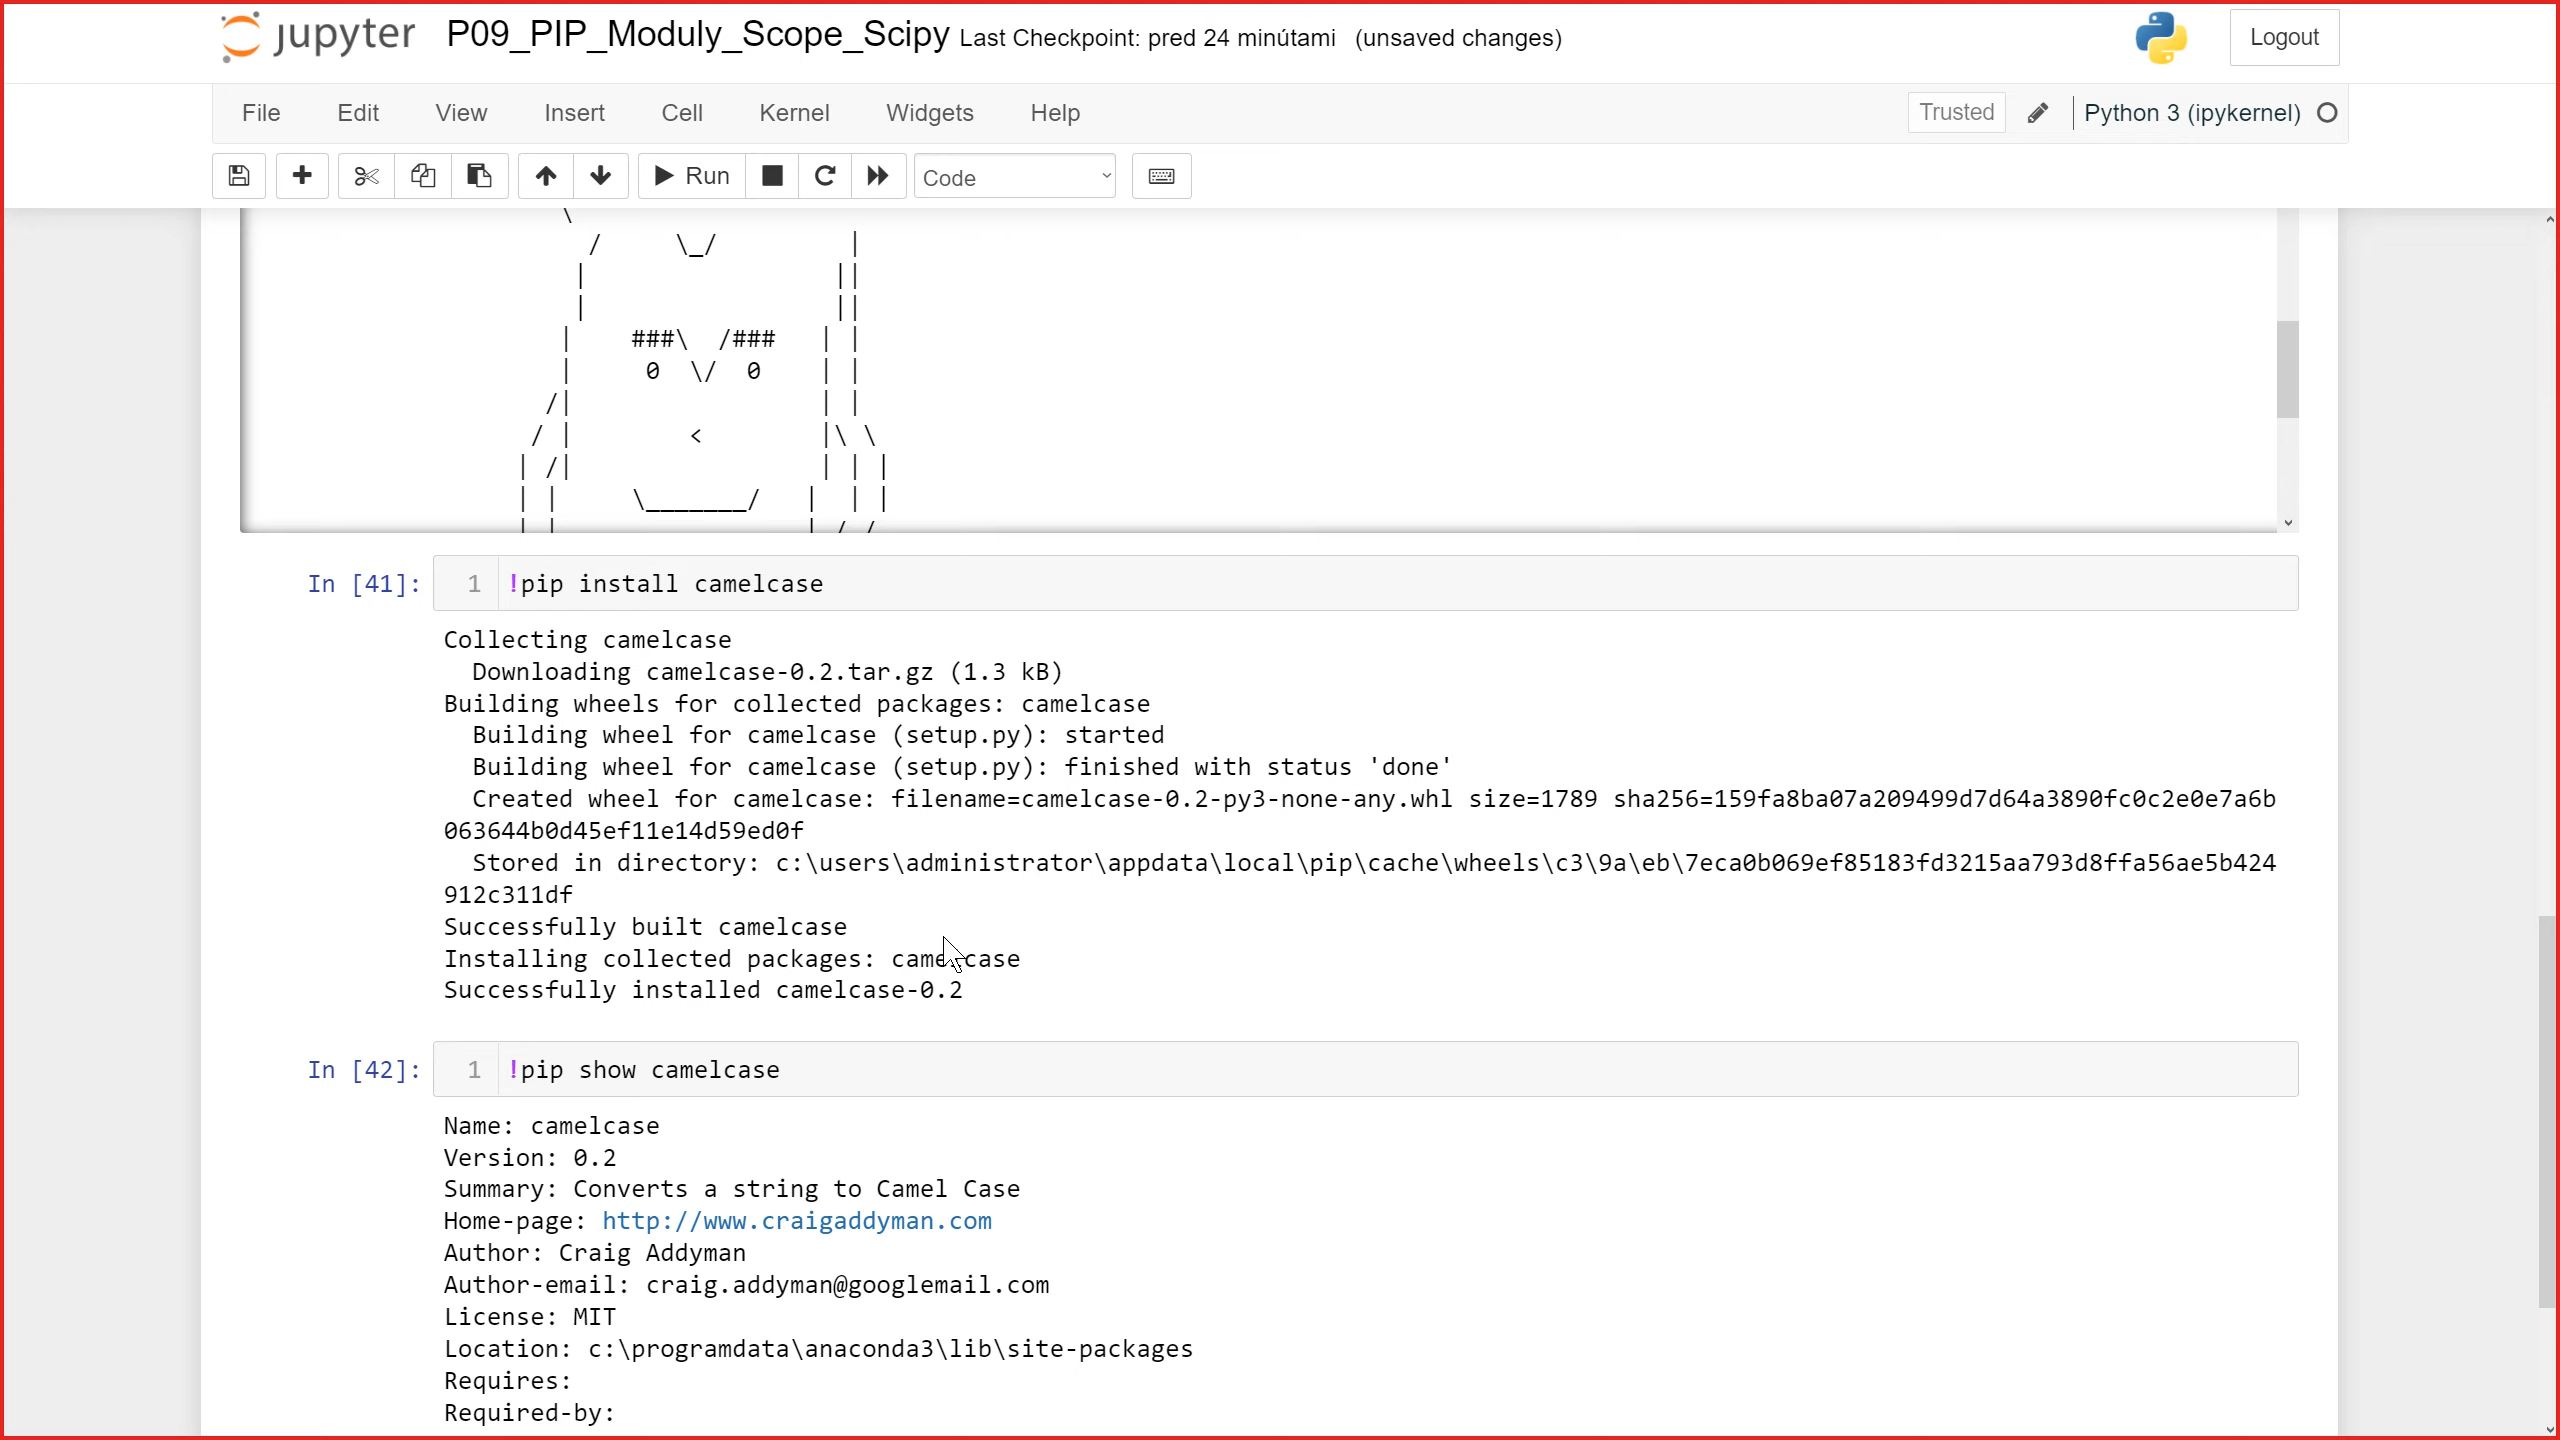 jupyter P09_PIP_Moduly_Scope_Scipy Last Checkpoint: pred 24 minútami (unsaved changes) Logout
File Edit View Insert Cell Kernel Widgets Help Trusted Python 3 (ipykernel)
Run Code
\
/ \_/ |
| ||
| ||
| ###\ /### | |
| 0 \/ 0 | |
/| | |
/ | < |\ \
| /| | | |
| | \_______/ | | |
| | | / /
In [41]: 1 !pip install camelcase
Collecting camelcase
Downloading camelcase-0.2.tar.gz (1.3 kB)
Building wheels for collected packages: camelcase
Building wheel for camelcase (setup.py): started
Building wheel for camelcase (setup.py): finished with status 'done'
Created wheel for camelcase: filename=camelcase-0.2-py3-none-any.whl size=1789 sha256=159fa8ba07a209499d7d64a3890fc0c2e0e7a6b
063644b0d45ef11e14d59ed0f
Stored in directory: c:\users\administrator\appdata\local\pip\cache\wheels\c3\9a\eb\7eca0b069ef85183fd3215aa793d8ffa56ae5b424
912c311df
Successfully built camelcase
Installing collected packages: camelcase
Successfully installed camelcase-0.2
In [42]: 1 !pip show camelcase
Name: camelcase
Version: 0.2
Summary: Converts a string to Camel Case
Home-page: http://www.craigaddyman.com
Author: Craig Addyman
Author-email: craig.addyman@googlemail.com
License: MIT
Location: c:\programdata\anaconda3\lib\site-packages
Requires:
Required-by: